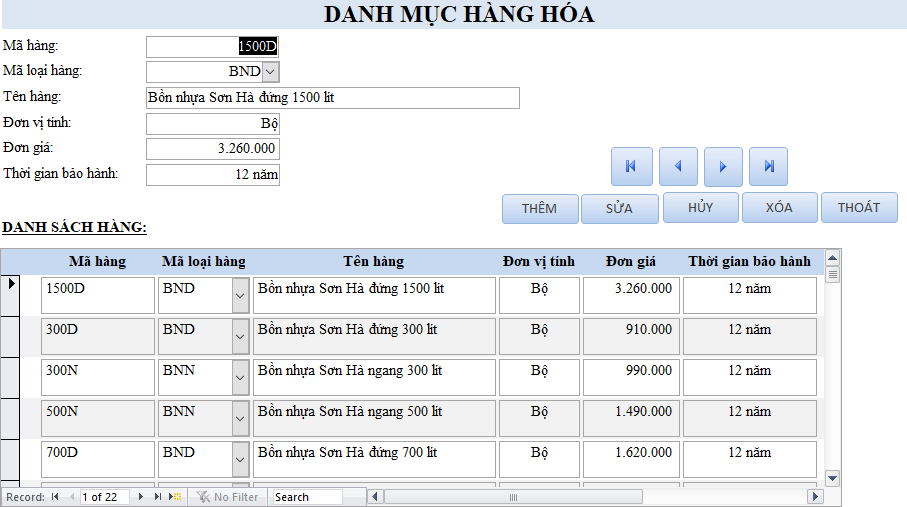 DANH MỤC HÀNG HÓA
Mã hàng: 1500D
Mã loại hàng: BND
Tên hàng: Bồn nhựa Sơn Hà đứng 1500 lít
Đơn vị tính: Bộ
Đơn giá: 3.260.000
Thời gian bảo hành: 12 năm
THÊM SỬA HỦY XÓA THOÁT
DANH SÁCH HÀNG:
Mã hàng Mã loại hàng Tên hàng Đơn vị tính Đơn giá Thời gian bảo hành
1500D BND Bồn nhựa Sơn Hà đứng 1500 lít Bộ 3.260.000 12 năm
300D BND Bồn nhựa Sơn Hà đứng 300 lít Bộ 910.000 12 năm
300N BNN Bồn nhựa Sơn Hà ngang 300 lít Bộ 990.000 12 năm
500N BNN Bồn nhựa Sơn Hà ngang 500 lít Bộ 1.490.000 12 năm
700D BND Bồn nhựa Sơn Hà đứng 700 lít Bộ 1.620.000 12 năm
Record: 1 of 22 No Filter Search